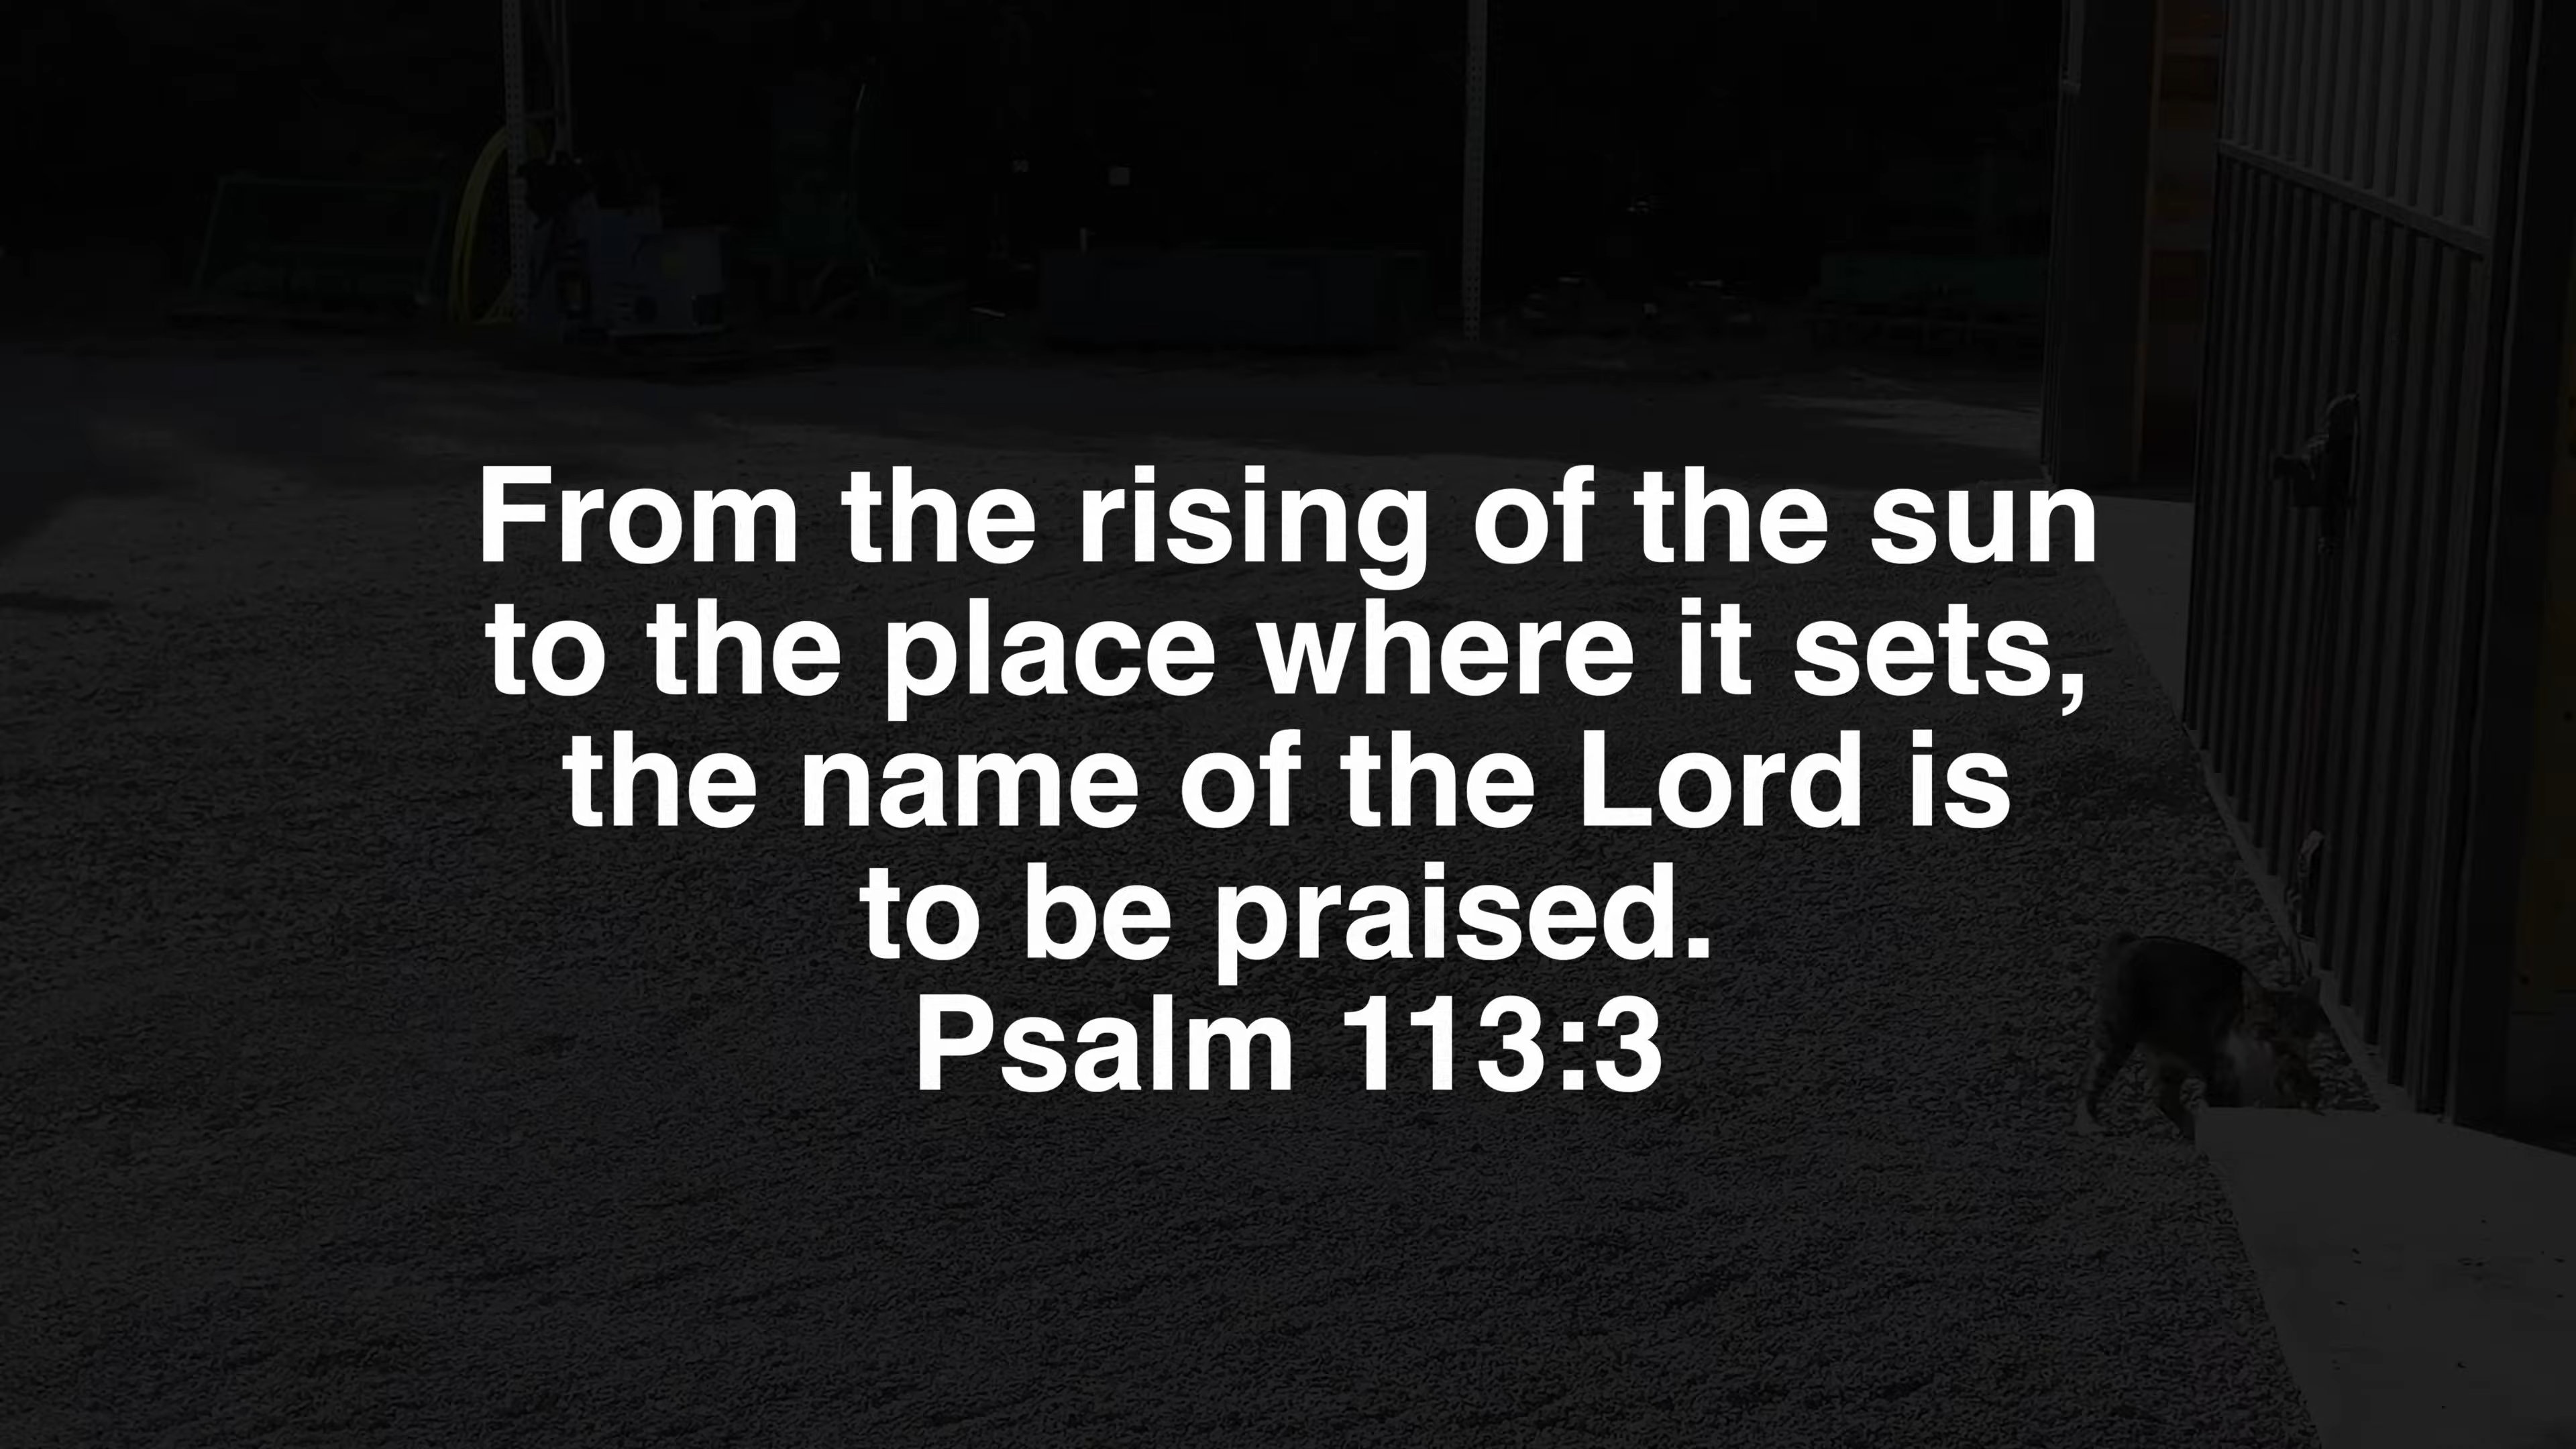 From the rising of the sun
to the place where it sets,
the name of the Lord is
to be praised.
Psalm 113:3